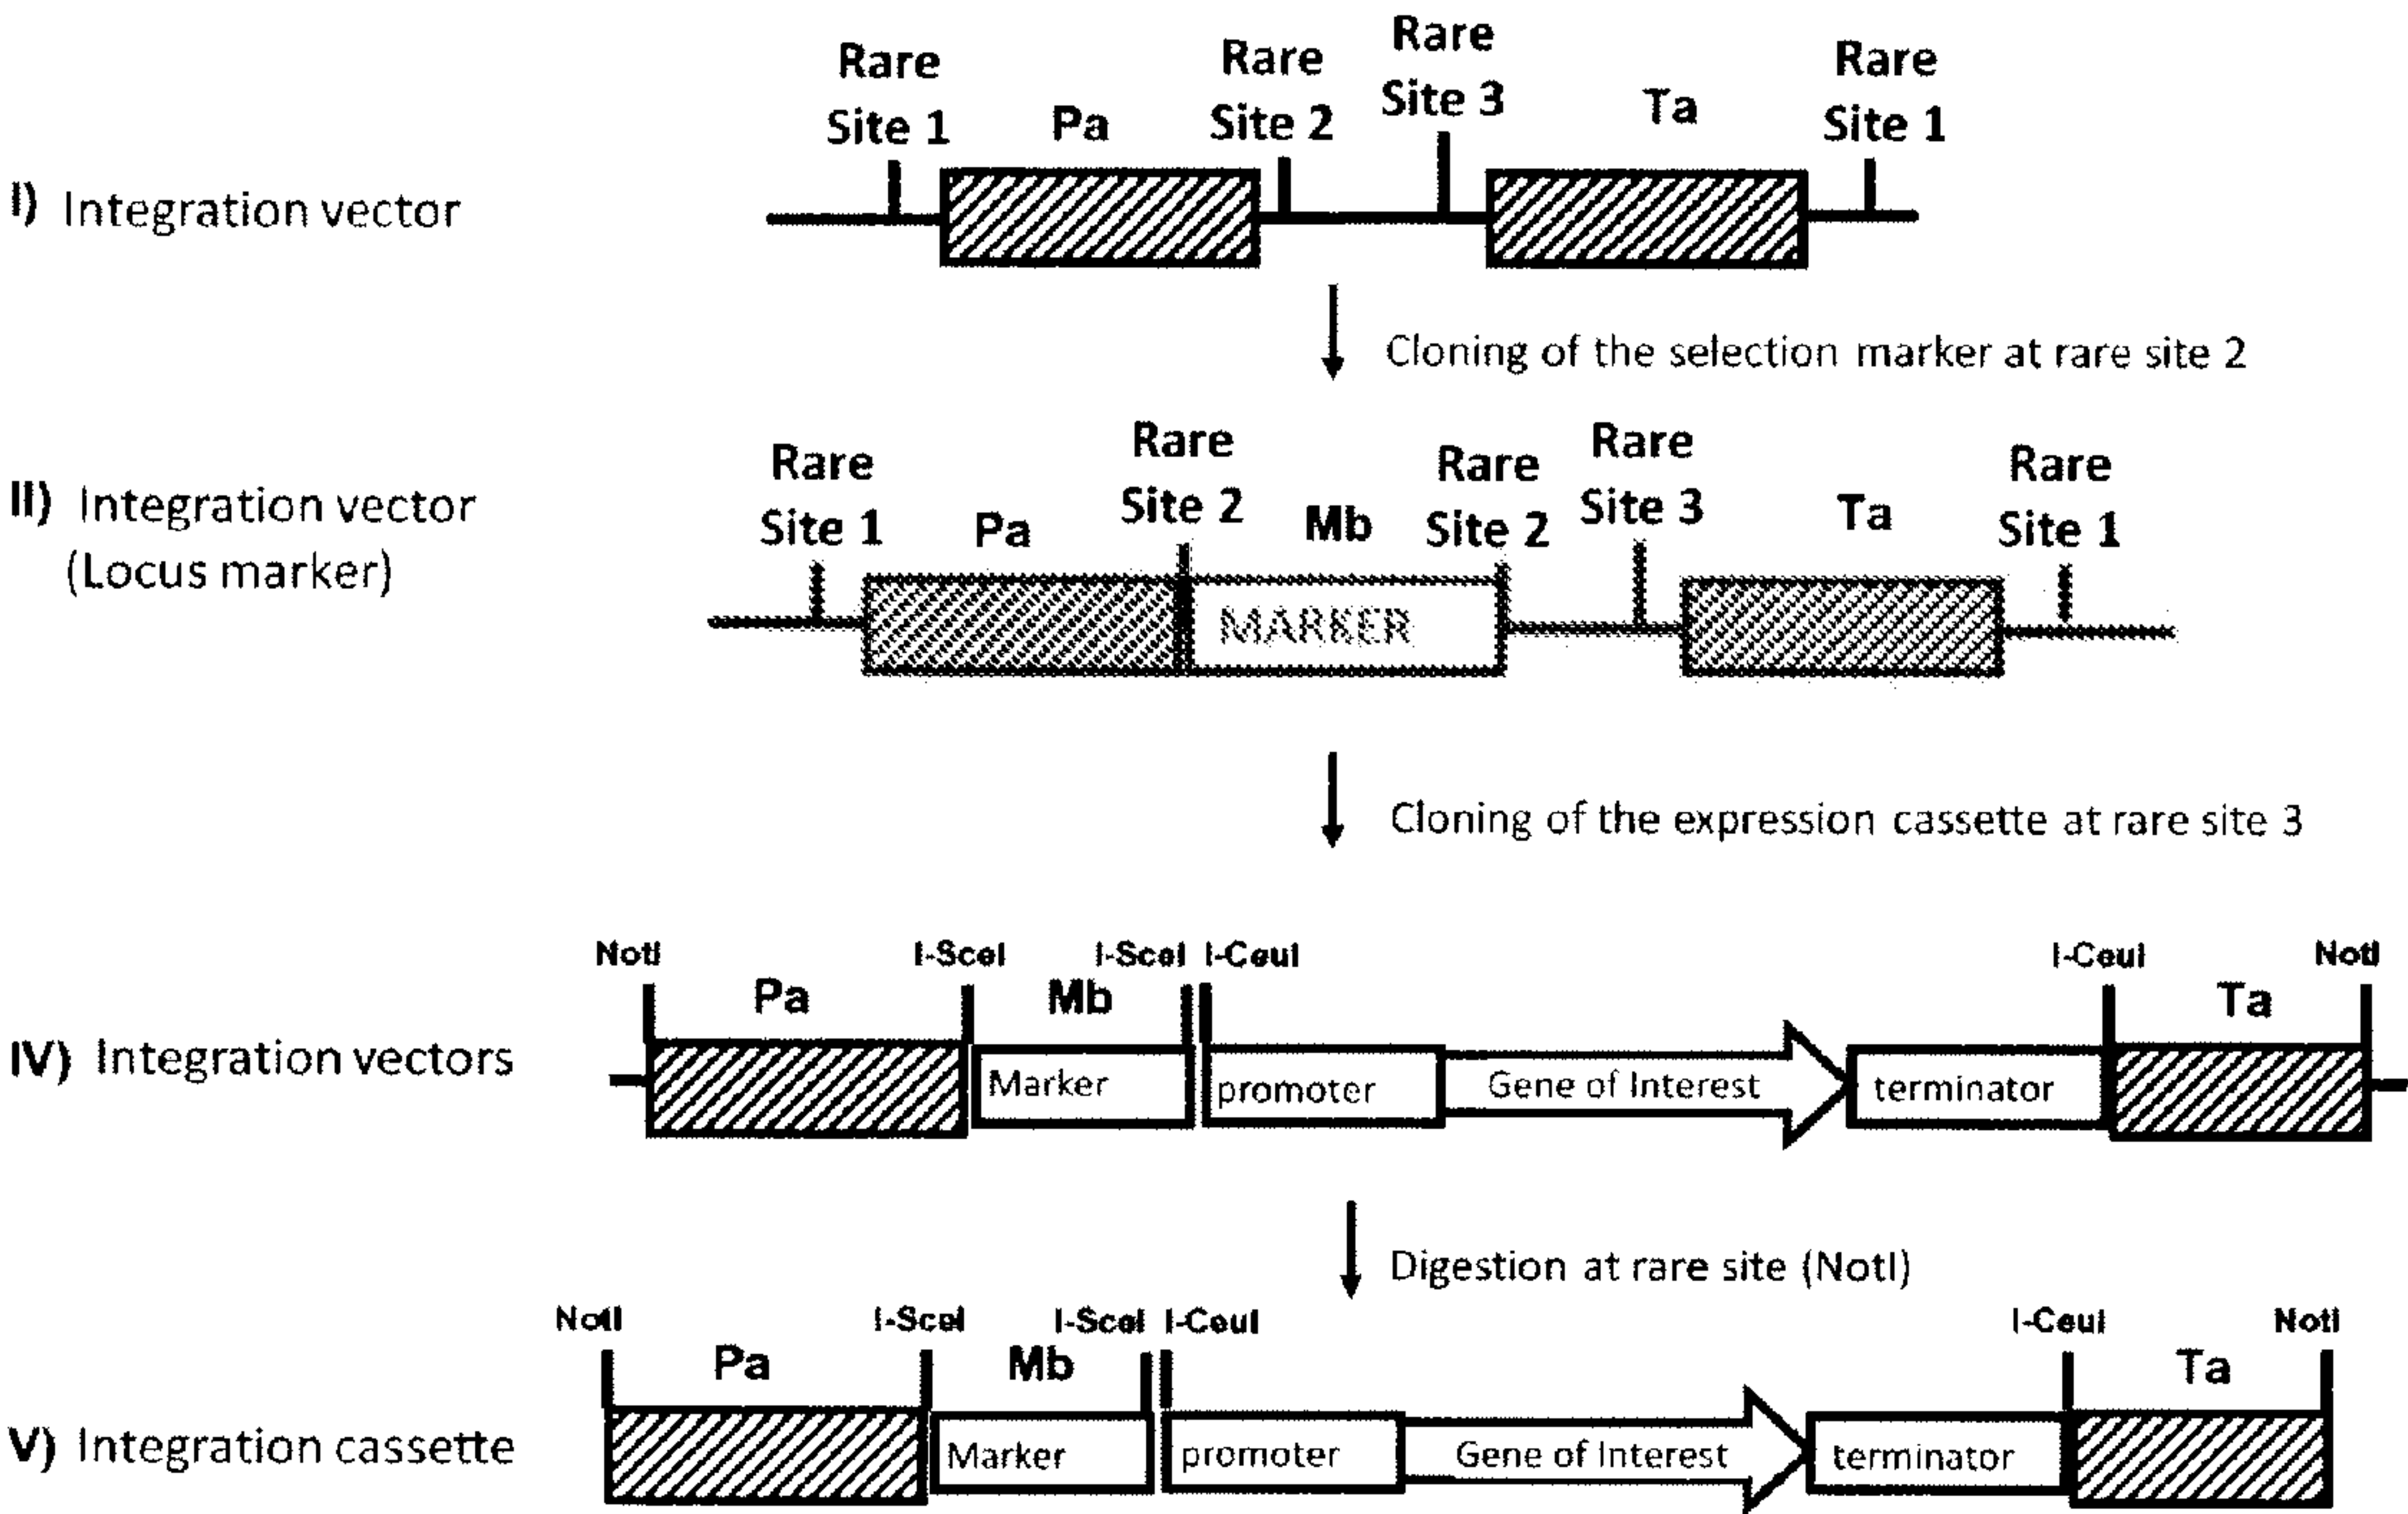 Rare
Site 1
Pa
Rare
Site 2
Rare
Site 3
Ta
Rare
Site 1
I) Integration vector
Cloning of the selection marker at rare site 2
Rare
Site 1
Pa
Rare
Site 2
Mb
Rare
Site 2
Rare
Site 3
Ta
Rare
Site 1
II) Integration vector
(Locus marker)
MARKER
Cloning of the expression cassette at rare site 3
NotI I-SceI I-SceI I-CeuI I-CeuI NotI
Pa Mb Ta
IV) Integration vectors
Marker promoter Gene of Interest terminator
Digestion at rare site (NotI)
NotI I-SceI I-SceI I-CeuI I-CeuI NotI
Pa Mb Ta
V) Integration cassette
Marker promoter Gene of Interest terminator